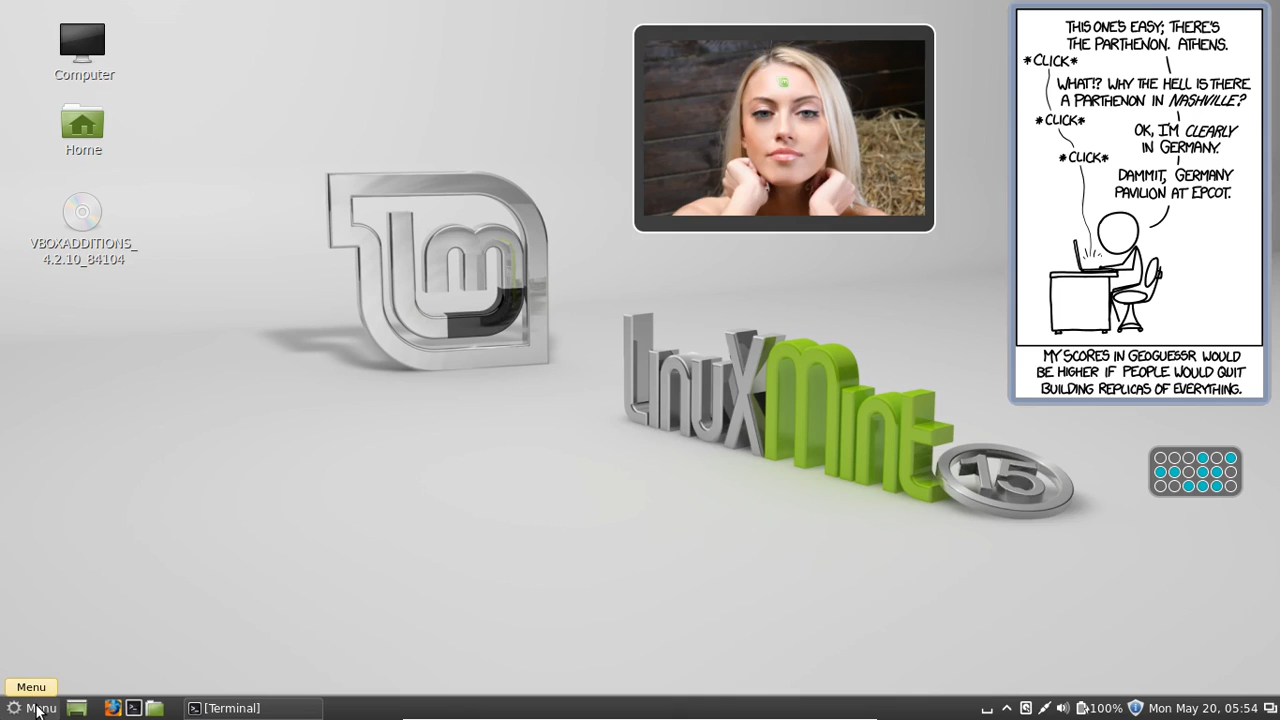 Computer
Home
VBOXADDITIONS_
4.2.10_84104
THIS ONE'S EASY; THERE'S
THE PARTHENON. ATHENS.
*CLICK*
WHAT!? WHY THE HELL IS THERE
A PARTHENON IN NASHVILLE?
*CLICK*
OK, I'M CLEARLY
IN GERMANY.
*CLICK*
DAMMIT, GERMANY
PAVILION AT EPCOT.
MY SCORES IN GEOGUESSR WOULD
BE HIGHER IF PEOPLE WOULD QUIT
BUILDING REPLICAS OF EVERYTHING.
lm
LinuxMint
15
Menu
Menu
[Terminal]
100%
Mon May 20, 05:54